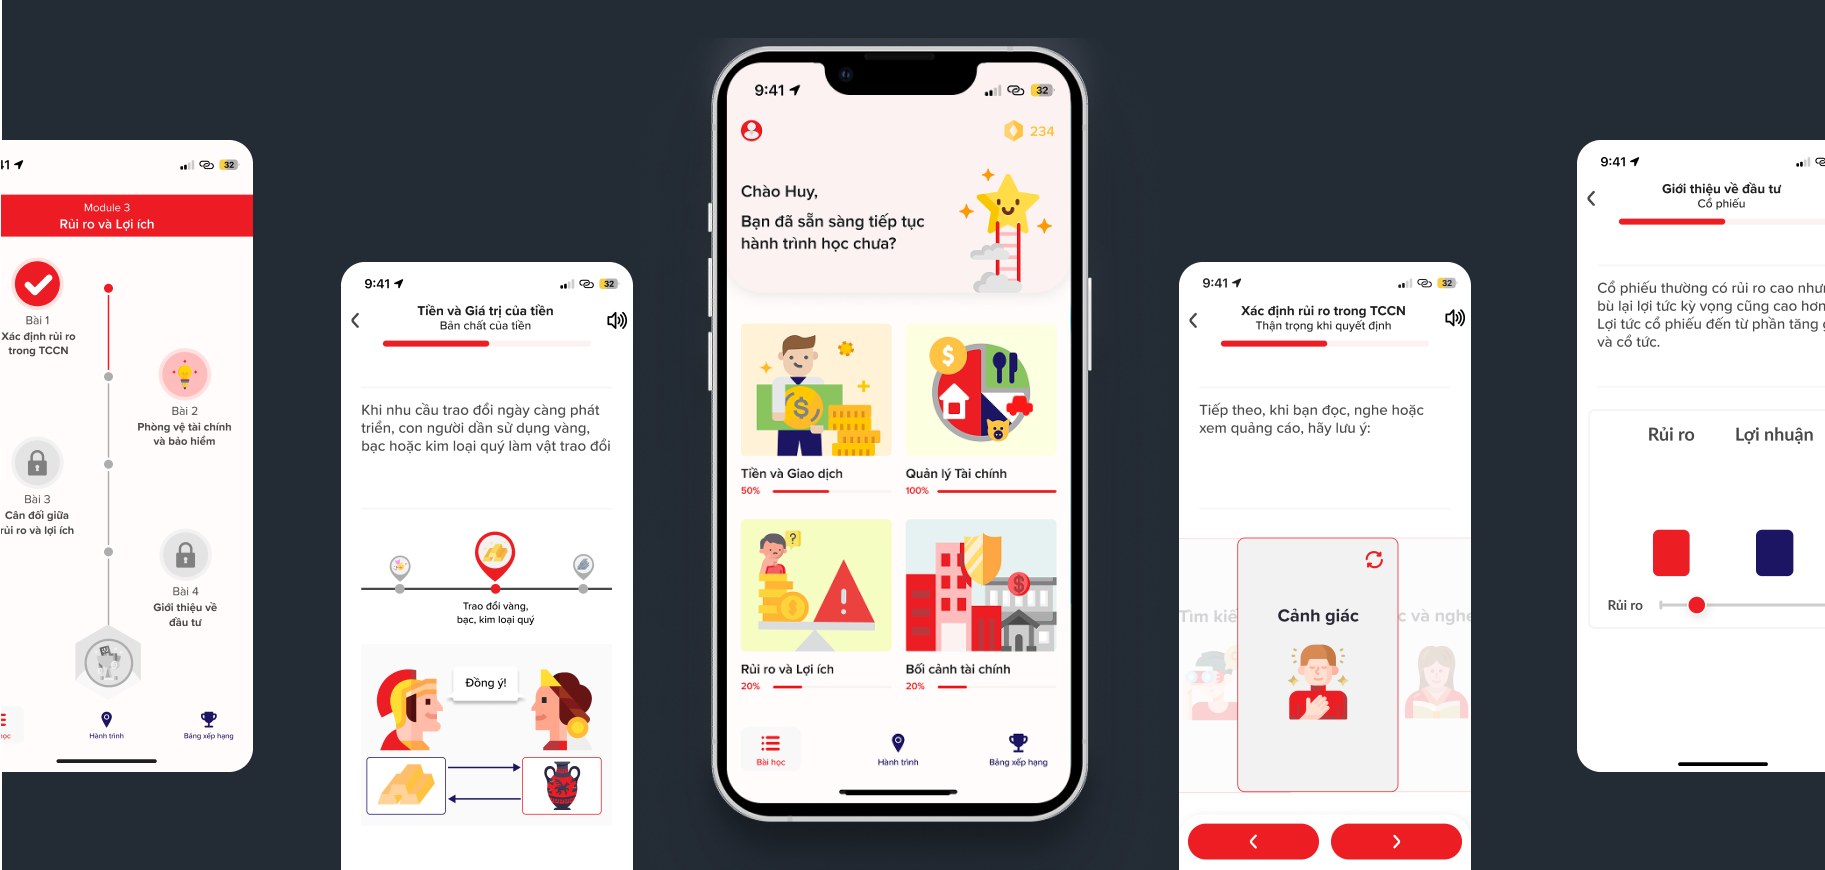 9:41
32
Module 3
Rủi ro và Lợi ích
Bài 1
Xác định rủi ro
trong TCCN
Bài 2
Phòng vệ tài chính
và bảo hiểm
Bài 3
Cân đối giữa
rủi ro và lợi ích
Bài 4
Giới thiệu về
đầu tư
học
Hành trình
Bảng xếp hạng
9:41
32
Tiền và Giá trị của tiền
Bản chất của tiền
Khi nhu cầu trao đổi ngày càng phát
triển, con người dần sử dụng vàng,
bạc hoặc kim loại quý làm vật trao đổi
Trao đổi vàng,
bạc, kim loại quý
Đồng ý!
9:41
32
234
Chào Huy,
Bạn đã sẵn sàng tiếp tục
hành trình học chưa?
Tiền và Giao dịch
50%
Quản lý Tài chính
100%
Rủi ro và Lợi ích
20%
Bối cảnh tài chính
20%
Bài học
Hành trình
Bảng xếp hạng
9:41
32
Xác định rủi ro trong TCCN
Thận trọng khi quyết định
Tiếp theo, khi bạn đọc, nghe hoặc
xem quảng cáo, hãy lưu ý:
Tìm kiế
Cảnh giác
c và nghe
9:41
Giới thiệu về đầu tư
Cổ phiếu
Cổ phiếu thường có rủi ro cao như
bù lại lợi tức kỳ vọng cũng cao hơn
Lợi tức cổ phiếu đến từ phần tăng g
và cổ tức.
Rủi ro Lợi nhuận
Rủi ro